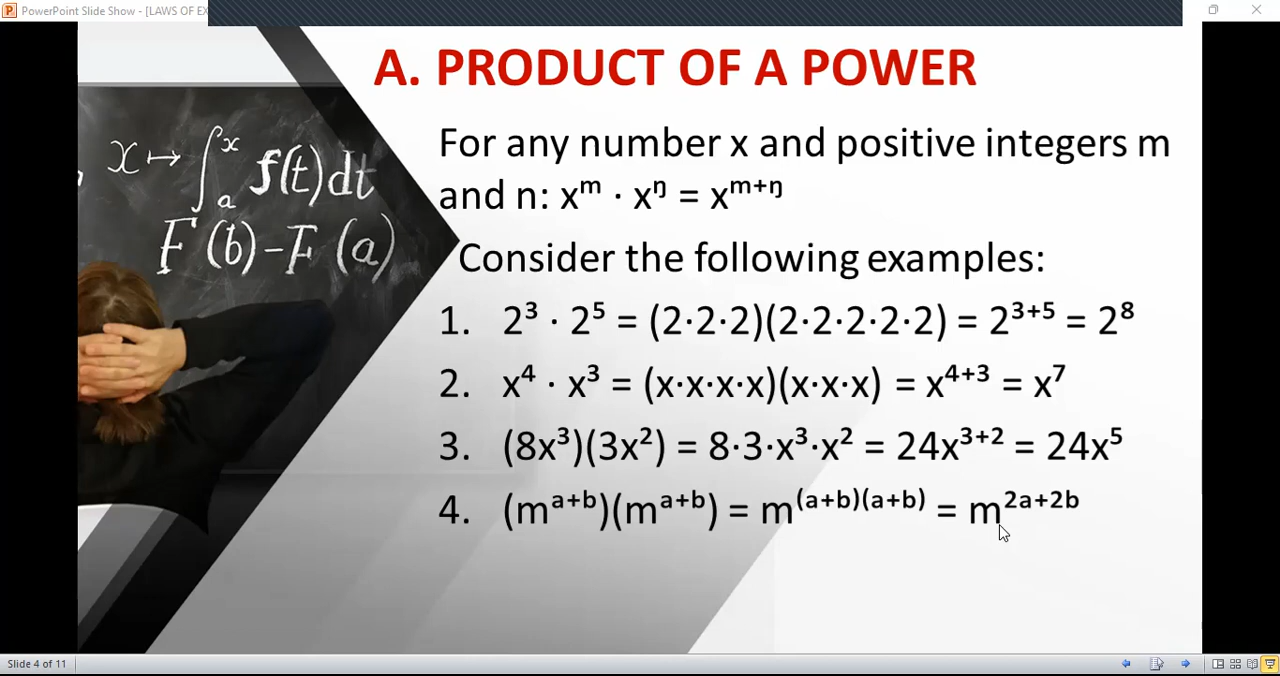 PowerPoint Slide Show - [LAWS OF EX
A. PRODUCT OF A POWER
x ↦ ∫ₐˣ f(t)dt
F(b)-F(a)
For any number x and positive integers m
and n: xᵐ · xᵑ = xᵐ⁺ᵑ
Consider the following examples:
1. 2³ · 2⁵ = (2·2·2)(2·2·2·2·2) = 2³⁺⁵ = 2⁸
2. x⁴ · x³ = (x·x·x·x)(x·x·x) = x⁴⁺³ = x⁷
3. (8x³)(3x²) = 8·3·x³·x² = 24x³⁺² = 24x⁵
4. (mᵃ⁺ᵇ)(mᵃ⁺ᵇ) = m⁽ᵃ⁺ᵇ⁾⁽ᵃ⁺ᵇ⁾ = m²ᵃ⁺²ᵇ
Slide 4 of 11